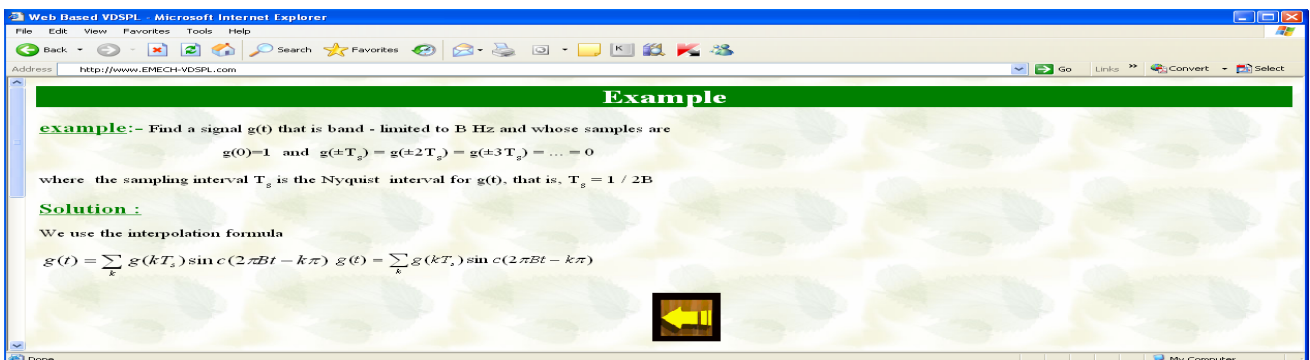 Web Based VDSPL - Microsoft Internet Explorer
File Edit View Favorites Tools Help
Back Search Favorites
Address http://www.EMECH-VDSPL.com Go Links » Convert Select
Example
example:- Find a signal g(t) that is band - limited to B Hz and whose samples are
g(0)=1 and g(±Tₛ) = g(±2Tₛ) = g(±3Tₛ) = ... = 0
where the sampling interval Tₛ is the Nyquist interval for g(t), that is, Tₛ = 1 / 2B
Solution :
We use the interpolation formula
g(t) = ∑ₖ g(kTₛ) sin c(2πBt − kπ) g(t) = ∑ₖ g(kTₛ) sin c(2πBt − kπ)
Done My Computer